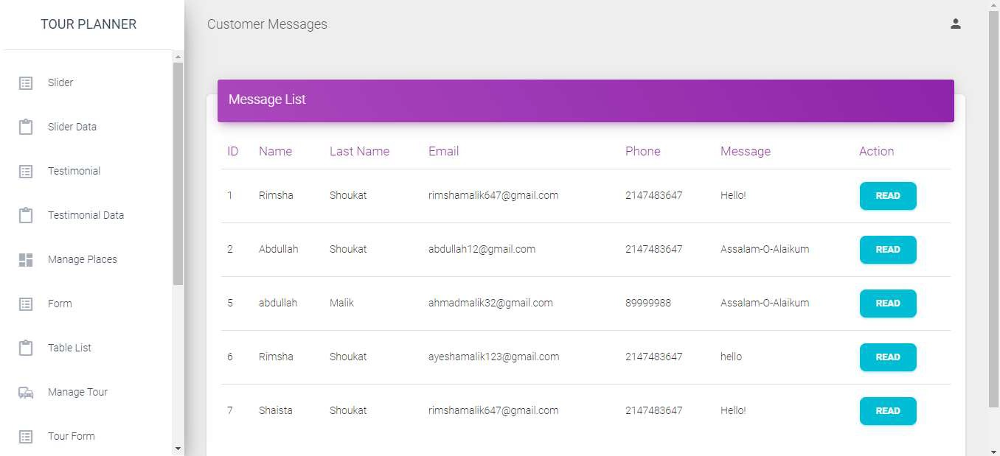 TOUR PLANNER
Slider
Slider Data
Testimonial
Testimonial Data
Manage Places
Form
Table List
Manage Tour
Tour Form
Customer Messages
Message List
ID Name Last Name Email Phone Message Action
1 Rimsha Shoukat rimshamalik647@gmail.com 2147483647 Hello! READ
2 Abdullah Shoukat abdullah12@gmail.com 2147483647 Assalam-O-Alaikum READ
5 abdullah Malik ahmadmalik32@gmail.com 89999988 Assalam-O-Alaikum READ
6 Rimsha Shoukat ayeshamalik123@gmail.com 2147483647 hello READ
7 Shaista Shoukat rimshamalik647@gmail.com 2147483647 Hello! READ